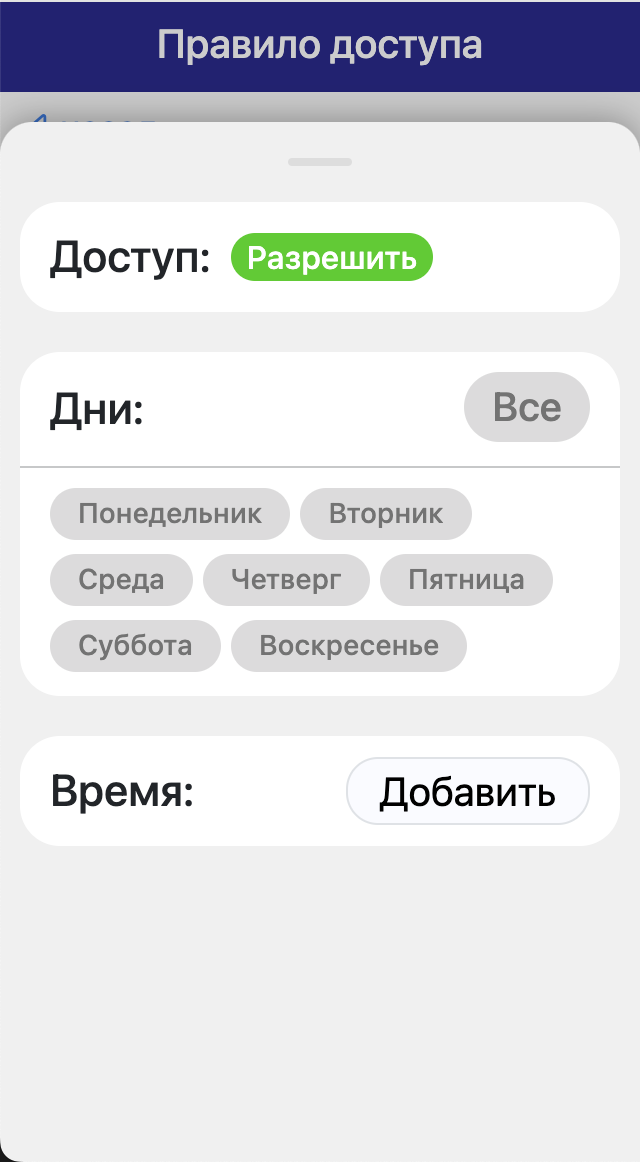 Правило доступа
Доступ: Разрешить
Дни: Все
Понедельник Вторник
Среда Четверг Пятница
Суббота Воскресенье
Время: Добавить